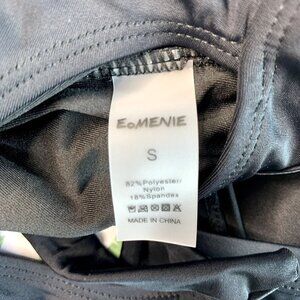 EOMENIE
S
82%Polyester/
Nylon
18%Spandex
MADE IN CHINA